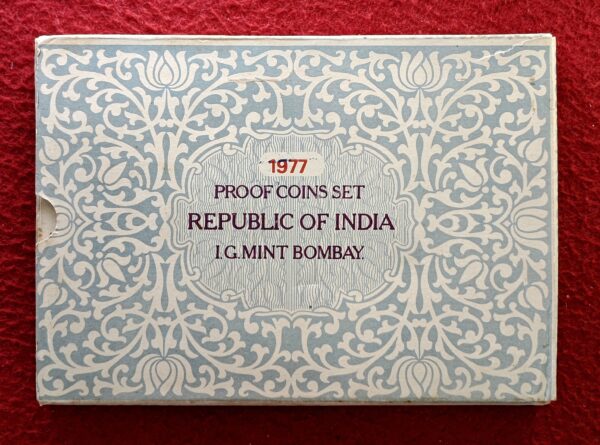 1977
PROOF COINS SET
REPUBLIC OF INDIA
I.G. MINT BOMBAY.